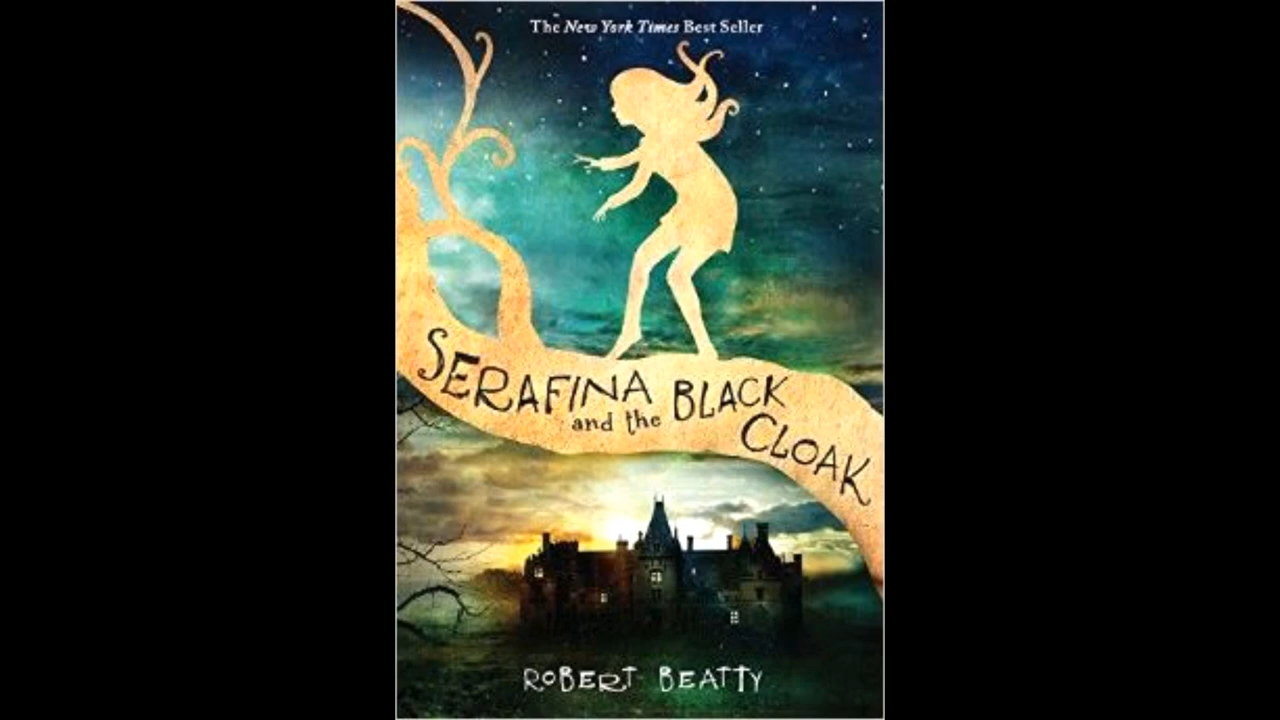 The New York Times Best Seller
SERAFINA
and the BLACK
CLOAK
ROBERT BEATTY